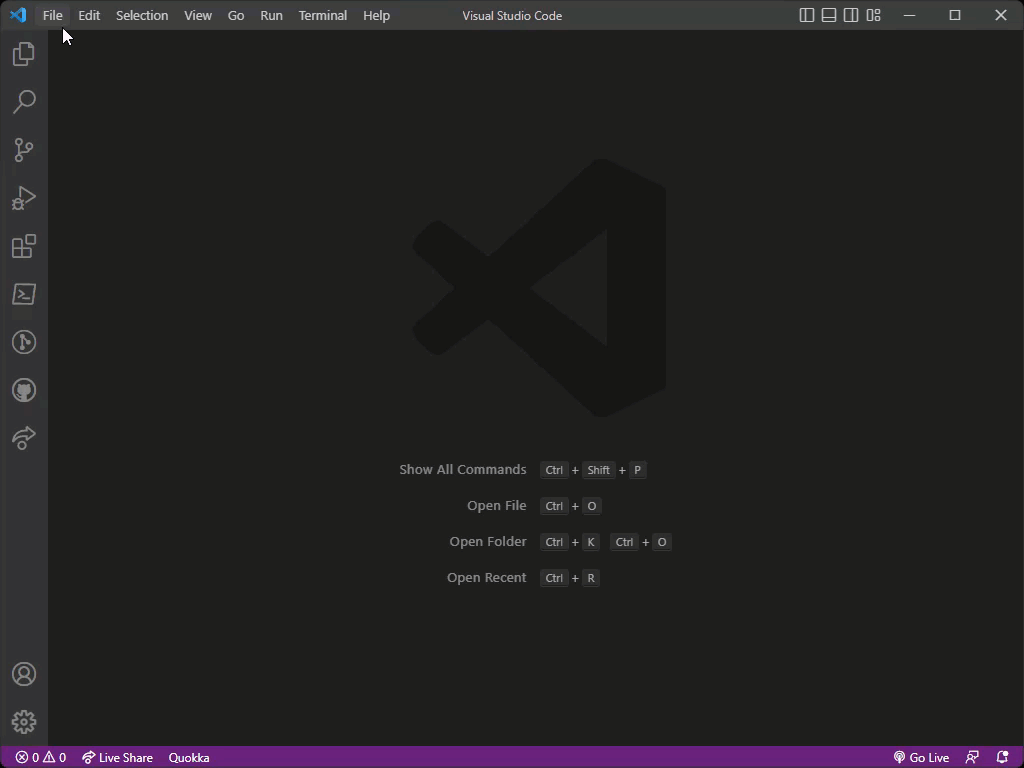 File Edit Selection View Go Run Terminal Help Visual Studio Code
Show All Commands Ctrl + Shift + P
Open File Ctrl + O
Open Folder Ctrl + K Ctrl + O
Open Recent Ctrl + R
0 0 Live Share Quokka Go Live